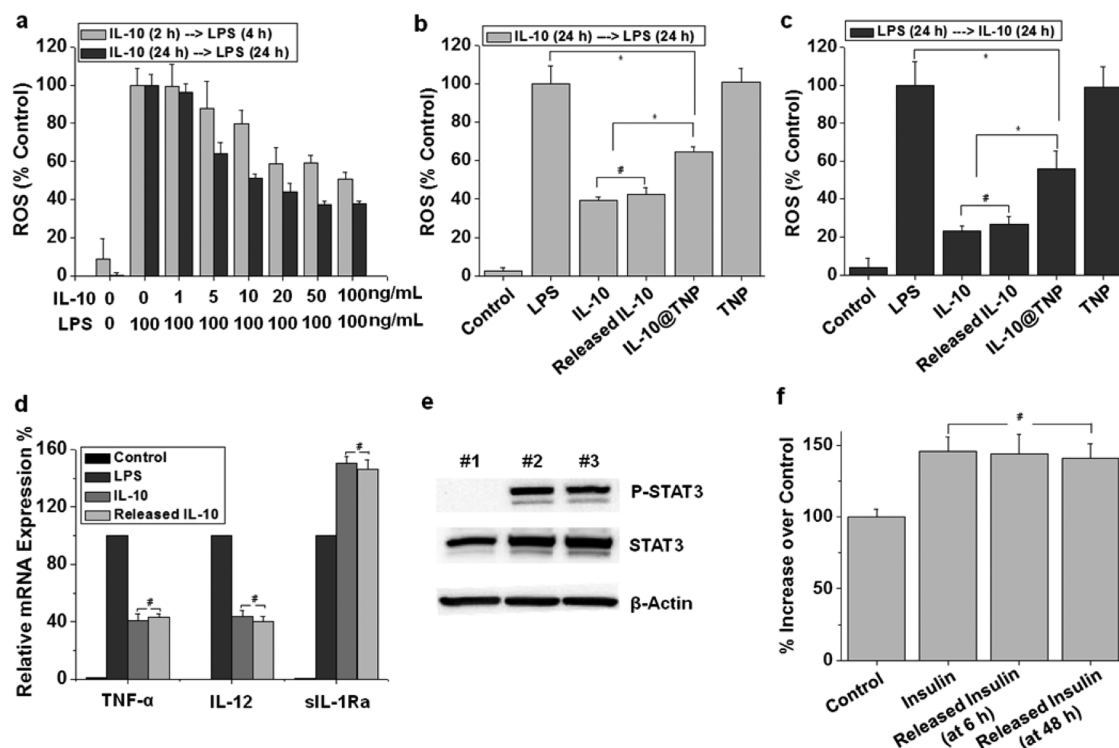 a
IL-10 (2 h) --> LPS (4 h)
IL-10 (24 h) --> LPS (24 h)
ROS (% Control)
120
100
80
60
40
20
0
IL-10 0 0 1 5 10 20 50 100ng/mL
LPS 0 100 100 100 100 100 100 100ng/mL
b
IL-10 (24 h) ---> LPS (24 h)
ROS (% Control)
120
100
80
60
40
20
0
*
*
#
Control
LPS
IL-10
Released IL-10
IL-10@TNP
TNP
c
LPS (24 h) ---> IL-10 (24 h)
ROS (% Control)
120
100
80
60
40
20
0
*
*
#
Control
LPS
IL-10
Released IL-10
IL-10@TNP
TNP
d
Relative mRNA Expression %
160
120
80
40
0
Control
LPS
IL-10
Released IL-10
#
#
#
TNF-α
IL-12
sIL-1Ra
e
#1 #2 #3
P-STAT3
STAT3
β-Actin
f
% Increase over Control
150
100
50
0
#
Control
Insulin
Released Insulin
(at 6 h)
Released Insulin
(at 48 h)